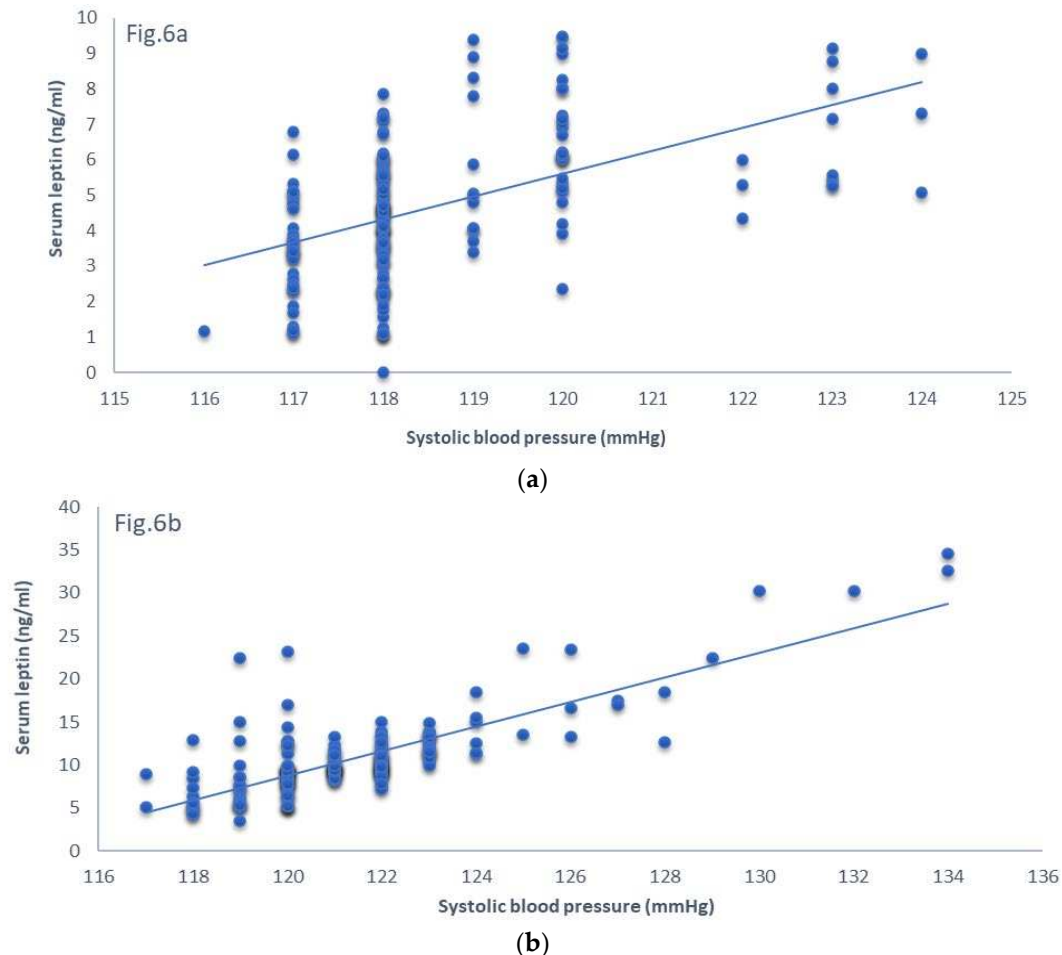 Fig.6a
10
9
8
7
6
5
4
3
2
1
0
Serum leptin (ng/ml)
115 116 117 118 119 120 121 122 123 124 125
Systolic blood pressure (mmHg)
(a)
Fig.6b
40
35
30
25
20
15
10
5
0
Serum leptin (ng/ml)
116 118 120 122 124 126 128 130 132 134 136
Systolic blood pressure (mmHg)
(b)